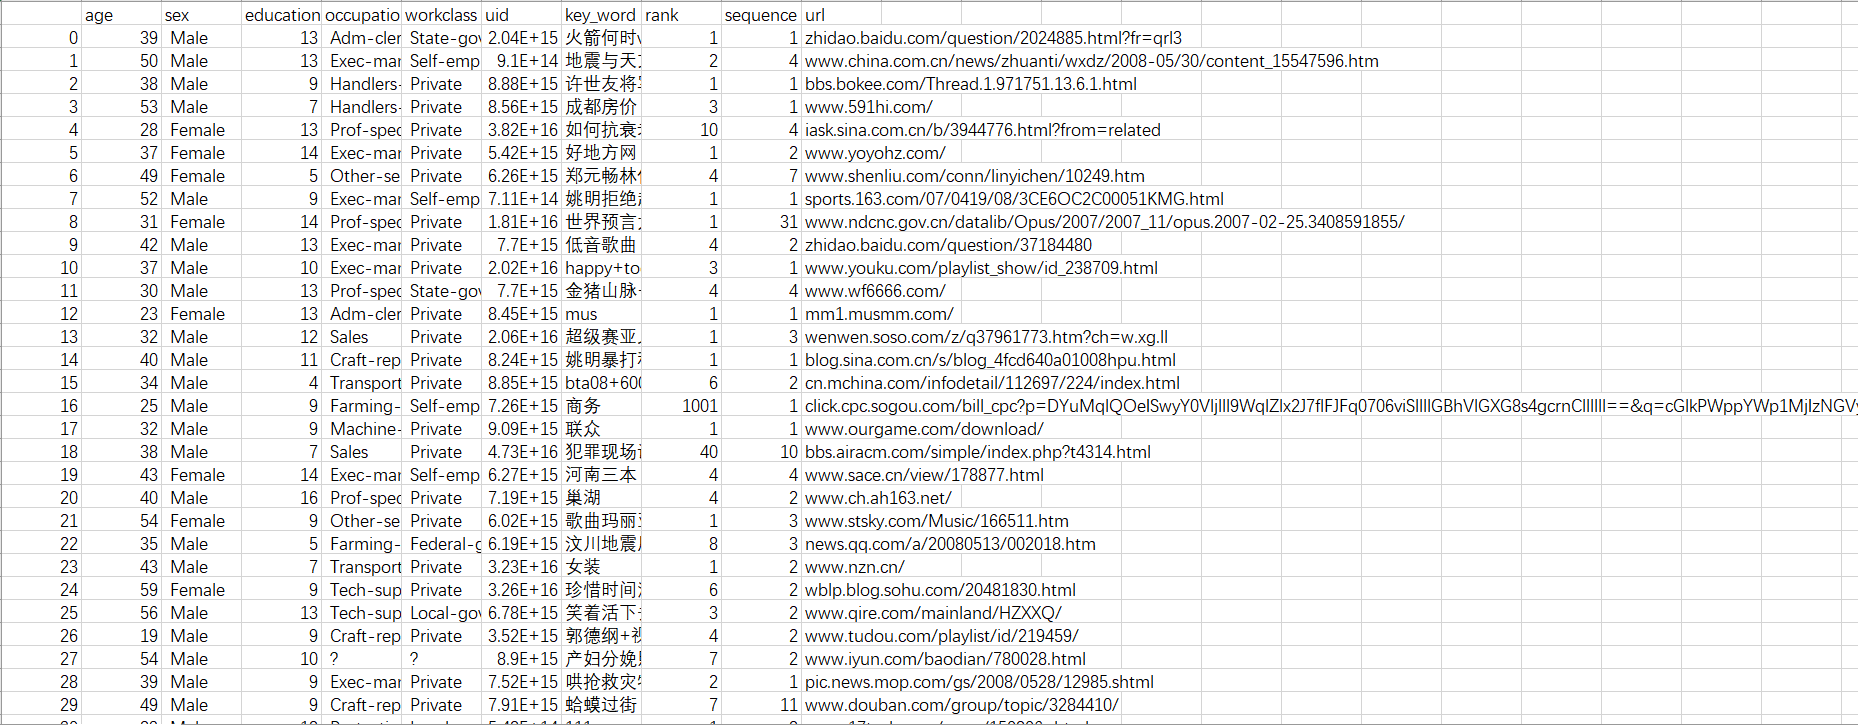 age sex education occupatio workclass uid key_word rank sequence url
0 39 Male 13 Adm-cler State-gov 2.04E+15 火箭何时 1 1 zhidao.baidu.com/question/2024885.html?fr=qrl3
1 50 Male 13 Exec-mar Self-emp 9.1E+14 地震与天 2 4 www.china.com.cn/news/zhuanti/wxdz/2008-05/30/content_15547596.htm
2 38 Male 9 Handlers- Private 8.88E+15 许世友将 1 1 bbs.bokee.com/Thread.1.971751.13.6.1.html
3 53 Male 7 Handlers- Private 8.56E+15 成都房价 3 1 www.591hi.com/
4 28 Female 13 Prof-spec Private 3.82E+16 如何抗衰 10 4 iask.sina.com.cn/b/3944776.html?from=related
5 37 Female 14 Exec-mar Private 5.42E+15 好地方网 1 2 www.yoyohz.com/
6 49 Female 5 Other-se Private 6.26E+15 郑元畅林 4 7 www.shenliu.com/conn/linyichen/10249.htm
7 52 Male 9 Exec-mar Self-emp 7.11E+14 姚明拒绝 1 1 sports.163.com/07/0419/08/3CE6OC2C00051KMG.html
8 31 Female 14 Prof-spec Private 1.81E+16 世界预言 1 31 www.ndcnc.gov.cn/datalib/Opus/2007/2007_11/opus.2007-02-25.3408591855/
9 42 Male 13 Exec-mar Private 7.7E+15 低音歌曲 4 2 zhidao.baidu.com/question/37184480
10 37 Male 10 Exec-mar Private 2.02E+16 happy+to 3 1 www.youku.com/playlist_show/id_238709.html
11 30 Male 13 Prof-spec State-gov 7.7E+15 金猪山脉 4 4 www.wf6666.com/
12 23 Female 13 Adm-cler Private 8.45E+15 mus 1 1 mm1.musmm.com/
13 32 Male 12 Sales Private 2.06E+16 超级赛亚 1 3 wenwen.soso.com/z/q37961773.htm?ch=w.xg.ll
14 40 Male 11 Craft-rep Private 8.24E+15 姚明暴打 1 1 blog.sina.com.cn/s/blog_4fcd640a01008hpu.html
15 34 Male 4 Transport Private 8.85E+15 bta08+600 6 2 cn.mchina.com/infodetail/112697/224/index.html
16 25 Male 9 Farming- Self-emp 7.26E+15 商务 1001 1
17 32 Male 9 Machine- Private 9.09E+15 联众 1 1 www.ourgame.com/download/
18 38 Male 7 Sales Private 4.73E+16 犯罪现场 40 10 bbs.airacm.com/simple/index.php?t4314.html
19 43 Female 14 Exec-mar Self-emp 6.27E+15 河南三本 4 4 www.sace.cn/view/178877.html
20 40 Male 16 Prof-spec Private 7.19E+15 巢湖 4 2 www.ch.ah163.net/
21 54 Female 9 Other-se Private 6.02E+15 歌曲玛丽 1 3 www.stsky.com/Music/166511.htm
22 35 Male 5 Farming- Federal-g 6.19E+15 汶川地震 8 3 news.qq.com/a/20080513/002018.htm
23 43 Male 7 Transport Private 3.23E+16 女装 1 2 www.nzn.cn/
24 59 Female 9 Tech-sup Private 3.26E+16 珍惜时间 6 2 wblp.blog.sohu.com/20481830.html
25 56 Male 13 Tech-sup Local-gov 6.78E+15 笑着活下 3 2 www.qire.com/mainland/HZXXQ/
26 19 Male 9 Craft-rep Private 3.52E+15 郭德纲+ 4 2 www.tudou.com/playlist/id/219459/
27 54 Male 10 ? ? 8.9E+15 产妇分娩 7 2 www.iyun.com/baodian/780028.html
28 39 Male 9 Exec-mar Private 7.52E+15 哄抢救灾 2 1 pic.news.mop.com/gs/2008/0528/12985.shtml
29 49 Male 9 Craft-rep Private 7.91E+15 蛤蟆过街 7 11 www.douban.com/group/topic/3284410/